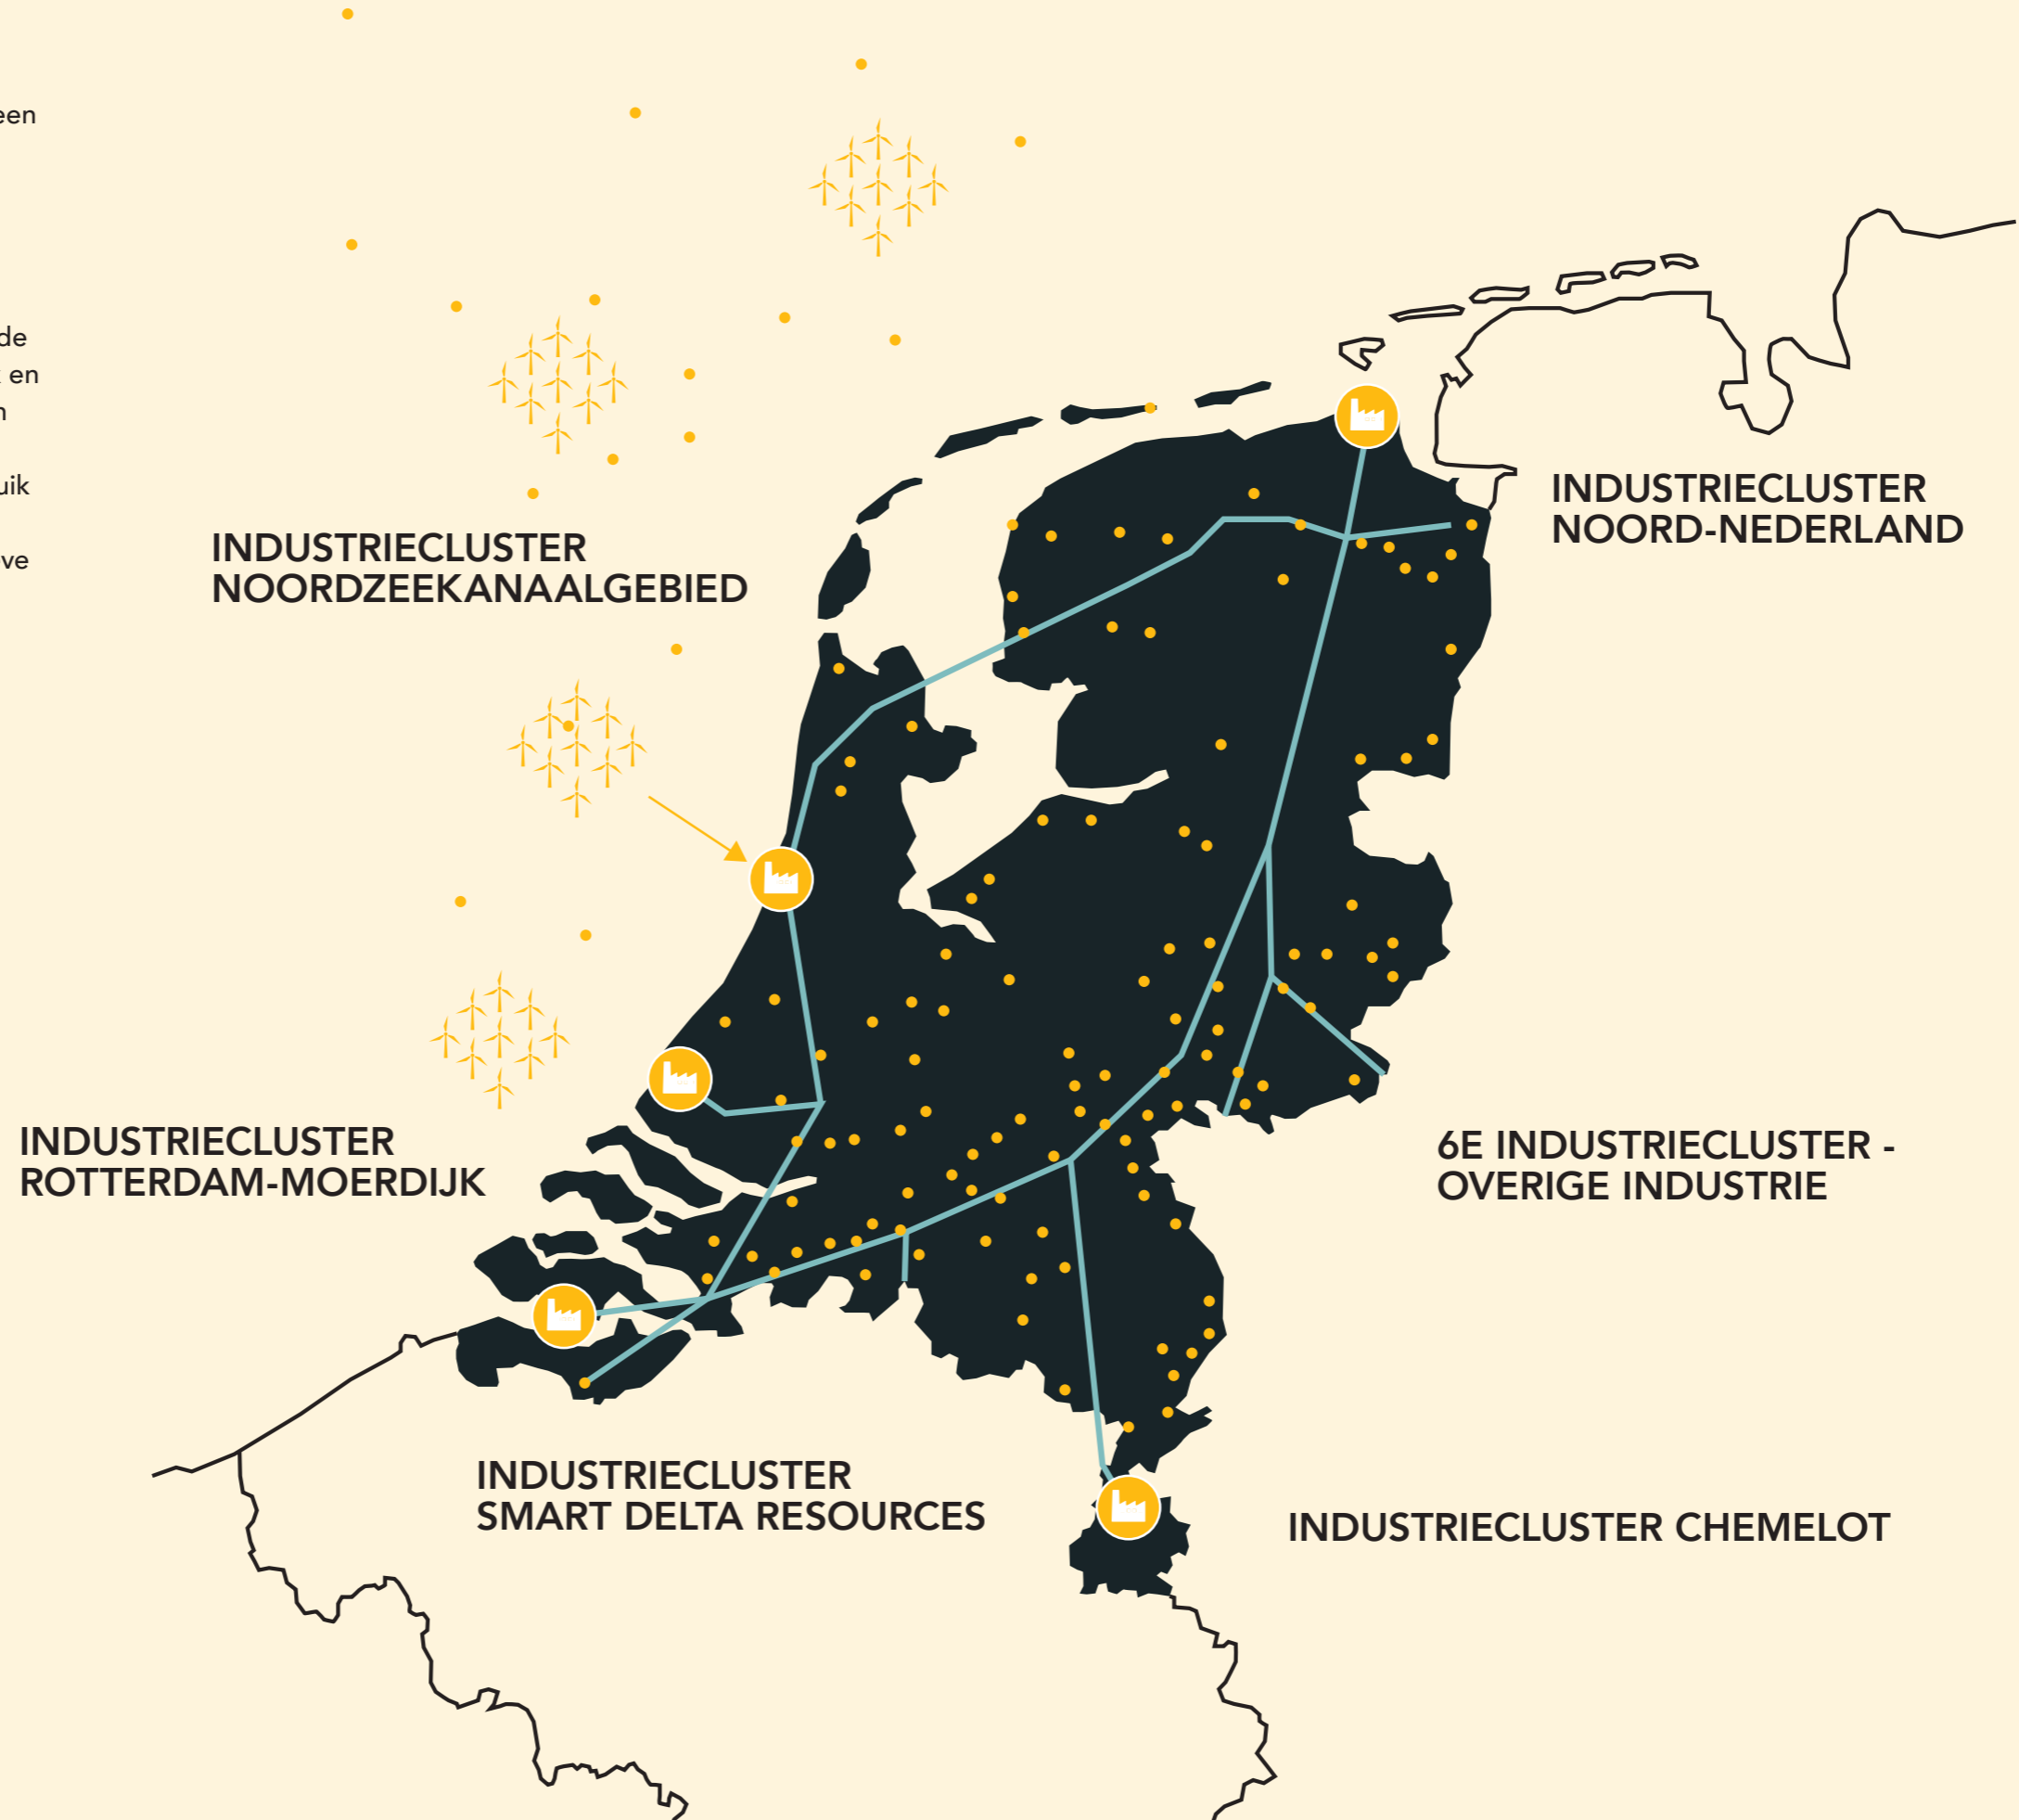 een
de
en
uik
ve
INDUSTRIECLUSTER
NOORD-NEDERLAND
INDUSTRIECLUSTER
NOORDZEEKANAALGEBIED
INDUSTRIECLUSTER
ROTTERDAM-MOERDIJK
6E INDUSTRIECLUSTER -
OVERIGE INDUSTRIE
INDUSTRIECLUSTER
SMART DELTA RESOURCES
INDUSTRIECLUSTER CHEMELOT